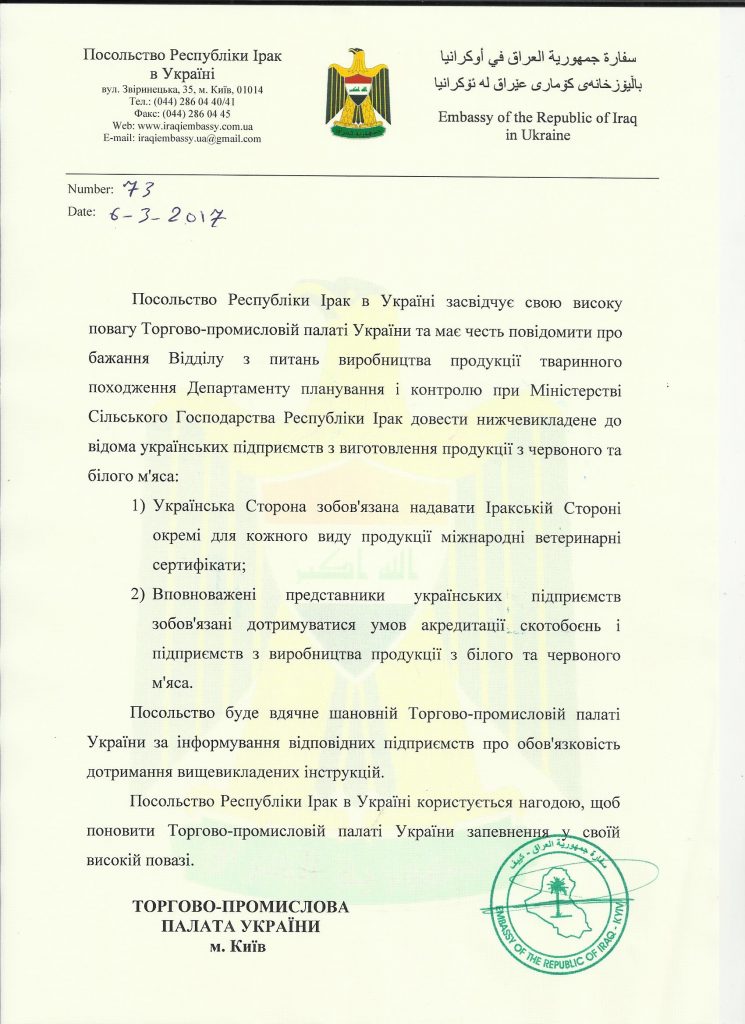 Посольство Республіки Ірак
в Україні
вул. Звіринецька, 35, м. Київ, 01014
Тел.: (044) 286 04 40/41
Факс: (044) 286 04 45
Web: www.iraqiembassy.com.ua
E-mail: iraqiembassy.ua@gmail.com
سفارة جمهورية العراق في أوكرانيا
باڵیۆزخانەی کۆماری عێراق لە ئۆکرانیا
Embassy of the Republic of Iraq
in Ukraine
Number: 73
Date: 6-3-2017
Посольство Республіки Ірак в Україні засвідчує свою високу
повагу Торгово-промисловій палаті України та має честь повідомити про
бажання Відділу з питань виробництва продукції тваринного
походження Департаменту планування і контролю при Міністерстві
Сільського Господарства Республіки Ірак довести нижчевикладене до
відома українських підприємств з виготовлення продукції з червоного та
білого м'яса:
1) Українська Сторона зобов'язана надавати Іракській Стороні
окремі для кожного виду продукції міжнародні ветеринарні
сертифікати;
2) Вповноважені представники українських підприємств
зобов'язані дотримуватися умов акредитації скотобоєнь і
підприємств з виробництва продукції з білого та червоного
м'яса.
Посольство буде вдячне шановній Торгово-промисловій палаті
України за інформування відповідних підприємств про обов'язковість
дотримання вищевикладених інструкцій.
Посольство Республіки Ірак в Україні користується нагодою, щоб
поновити Торгово-промисловій палаті України запевнення у своїй
високій повазі.
ТОРГОВО-ПРОМИСЛОВА
ПАЛАТА УКРАЇНИ
м. Київ
سفارة جمهورية العراق - كييف
EMBASSY OF THE REPUBLIC OF IRAQ - KYIV
الله اكبر